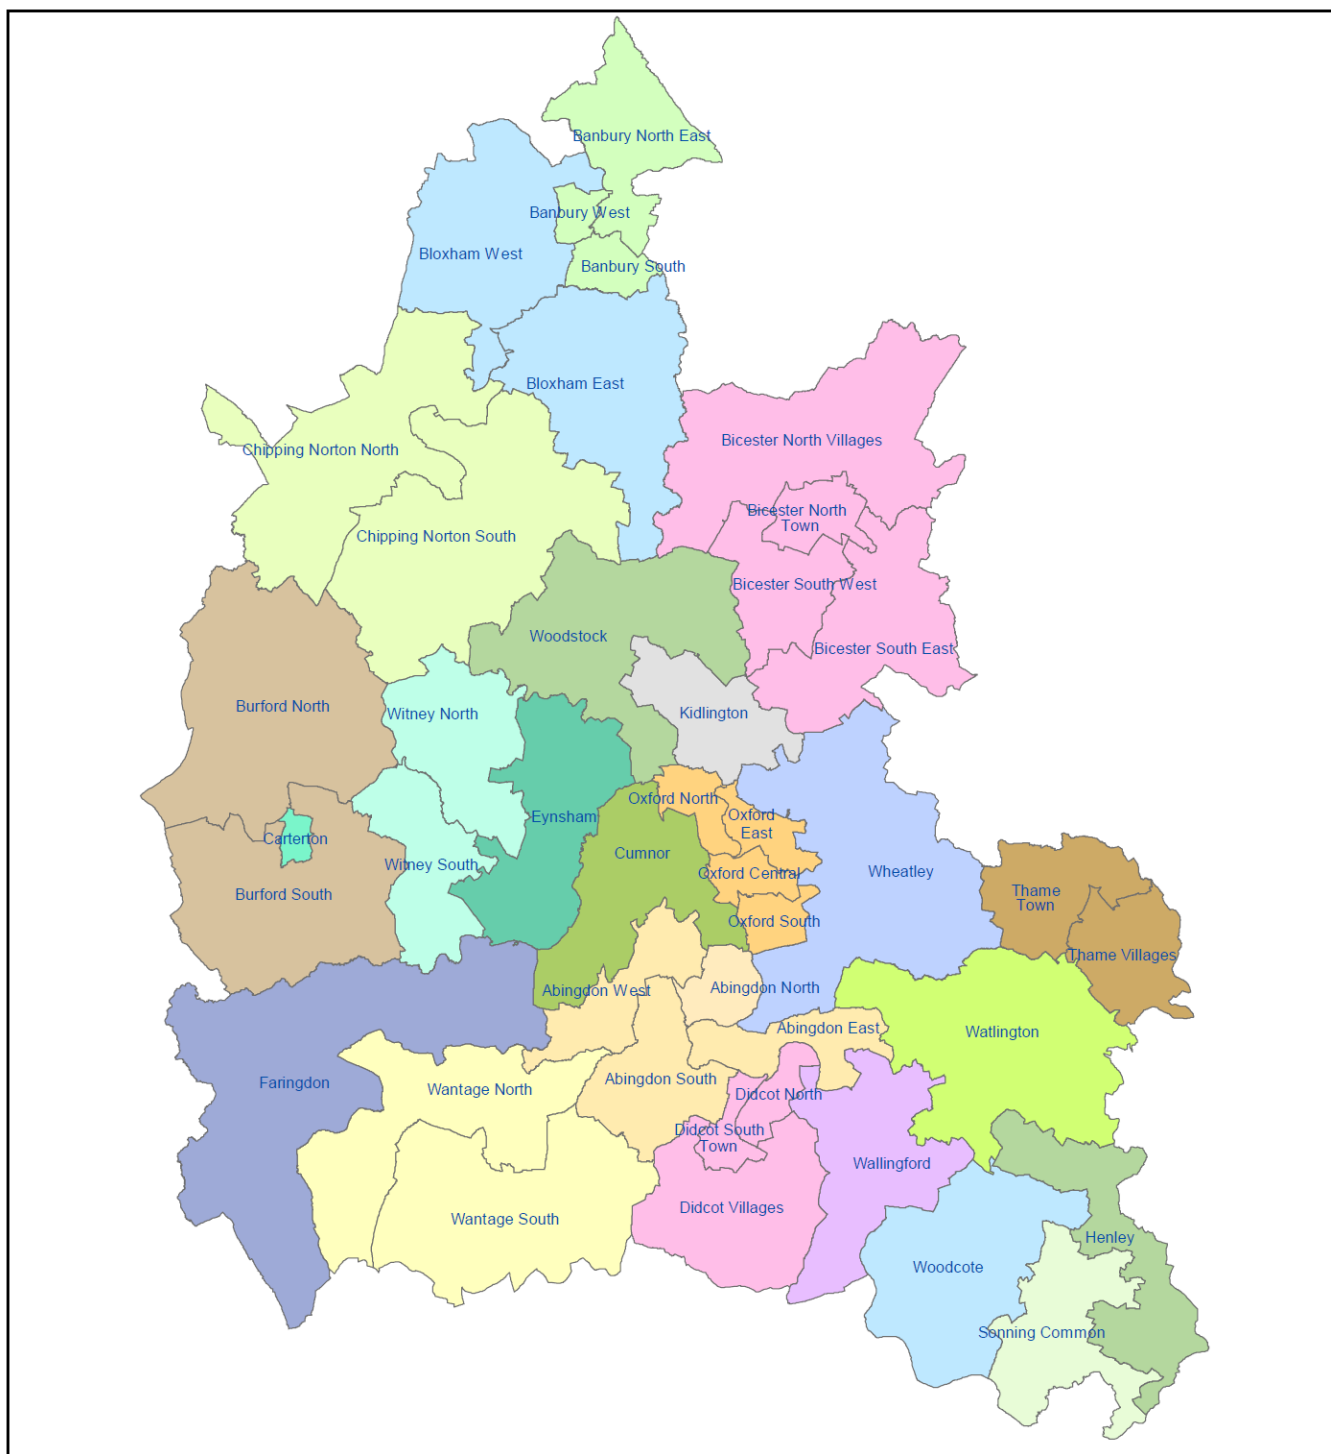 Banbury North East
Banbury West
Bloxham West
Banbury South
Bloxham East
Bicester North Villages
Chipping Norton North
Bicester North
Town
Chipping Norton South
Bicester South West
Woodstock
Bicester South East
Burford North
Witney North
Kidlington
Oxford North
Eynsham
Oxford
East
Carterton
Cumnor
Witney South
Oxford Central
Wheatley
Burford South
Thame
Town
Oxford South
Thame Villages
Abingdon West
Abingdon North
Abingdon East
Watlington
Faringdon
Wantage North
Abingdon South
Didcot North
Didcot South
Town
Wallingford
Didcot Villages
Wantage South
Henley
Woodcote
Sonning Common